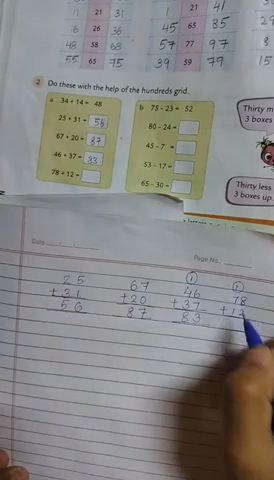 11 21 31
16 26 36
48 58 68
55 65 75
1 21 41
45 65 85
57 77 97
39 59 79
15
2 Do these with the help of the hundreds grid.
a 34 + 14 = 48
25 + 31 = 56
67 + 20 = 87
46 + 37 = 83
78 + 12 =
b 75 – 23 = 52
80 – 24 =
45 – 7 =
53 – 17 =
65 – 30 =
Thirty m
3 boxes
Thirty less
3 boxes up.
Date
Page No.
25
+31
56
67
+20
87
1
46
+37
83
1
78